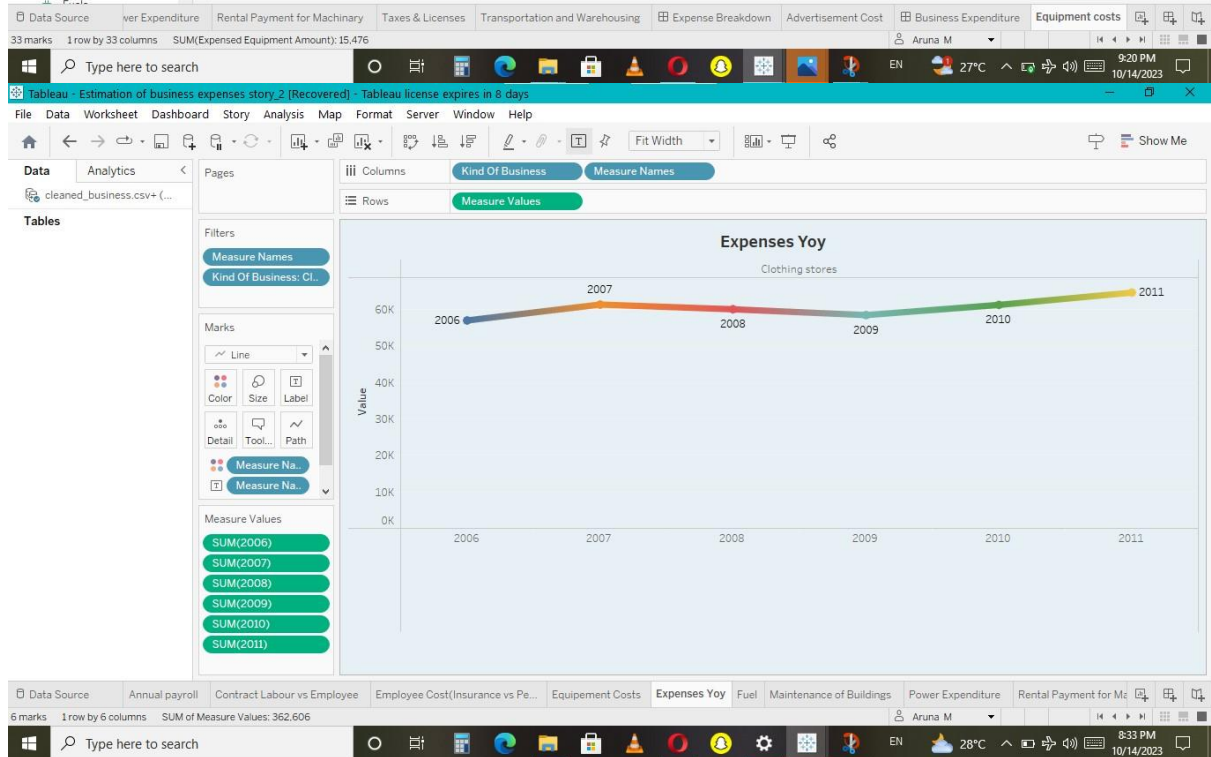 Fuels
Data Source ver Expenditure Rental Payment for Machinary Taxes & Licenses Transportation and Warehousing Expense Breakdown Advertisement Cost Business Expenditure Equipment costs
33 marks 1 row by 33 columns SUM(Expensed Equipment Amount): 15,476 Aruna M
Type here to search EN 27°C 9:20 PM
10/14/2023
Tableau - Estimation of business expenses story_2 [Recovered] - Tableau license expires in 8 days
File Data Worksheet Dashboard Story Analysis Map Format Server Window Help
Fit Width Show Me
Data Analytics Pages Columns Kind Of Business Measure Names
cleaned_business.csv+ (... Rows Measure Values
Tables
Filters
Measure Names
Kind Of Business: Cl..
Marks
Line
Color Size Label
Detail Tool... Path
Measure Na..
Measure Na..
Measure Values
SUM(2006)
SUM(2007)
SUM(2008)
SUM(2009)
SUM(2010)
SUM(2011)
Expenses Yoy
Clothing stores
2006 2007 2008 2009 2010 2011
Value
60K
50K
40K
30K
20K
10K
0K
2006 2007 2008 2009 2010 2011
Data Source Annual payroll Contract Labour vs Employee Employee Cost(Insurance vs Pe... Equipement Costs Expenses Yoy Fuel Maintenance of Buildings Power Expenditure Rental Payment for Ma
6 marks 1 row by 6 columns SUM of Measure Values: 362,606 Aruna M
Type here to search EN 28°C 8:33 PM
10/14/2023